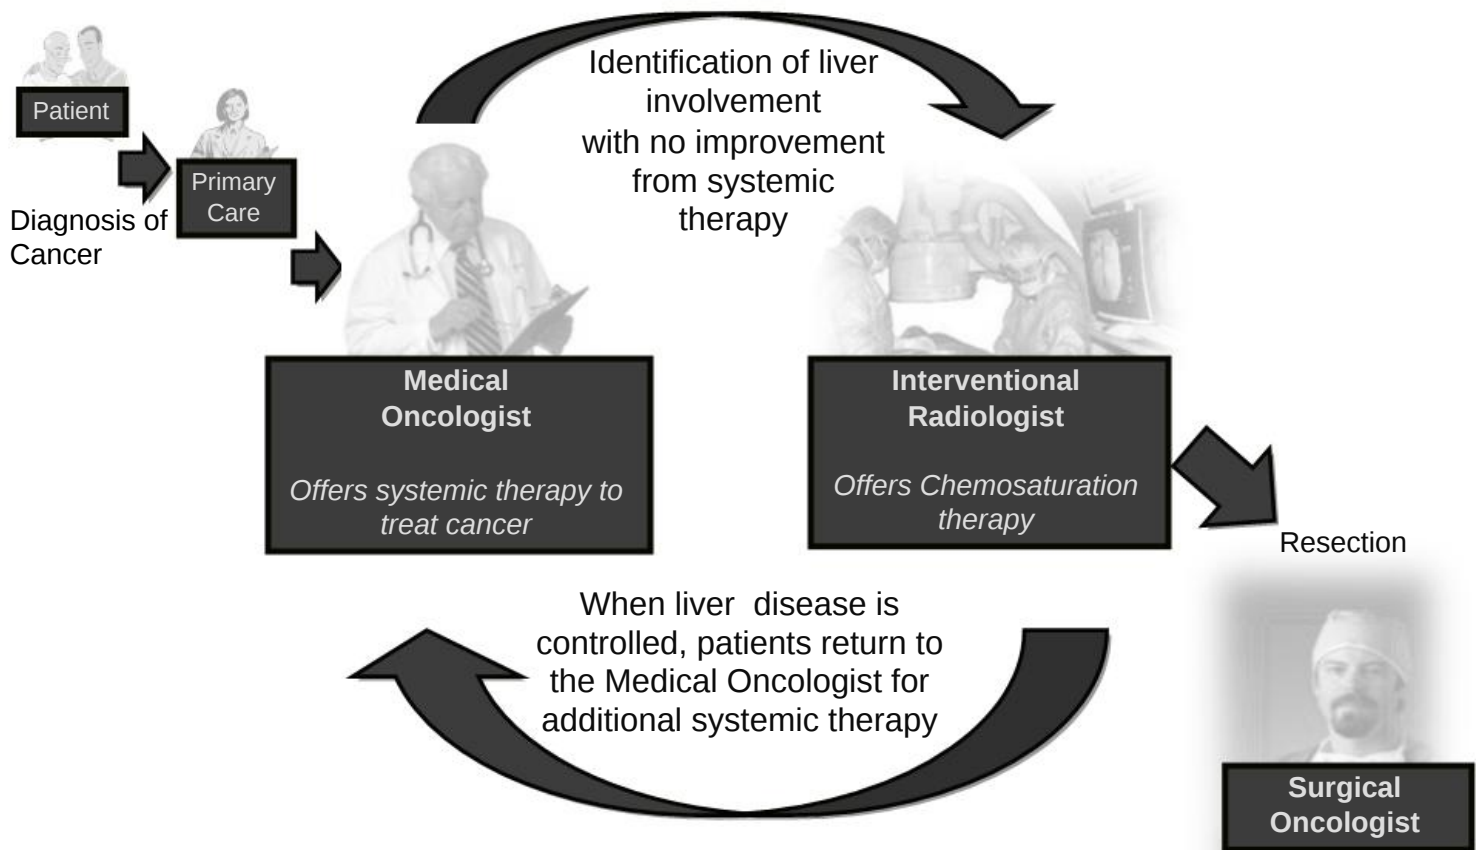 Patient
Primary
Care
Diagnosis of
Cancer
Identification of liver
involvement
with no improvement
from systemic
therapy
Medical
Oncologist
Offers systemic therapy to
treat cancer
Interventional
Radiologist
Offers Chemosaturation
therapy
Resection
When liver disease is
controlled, patients return to
the Medical Oncologist for
additional systemic therapy
Surgical
Oncologist